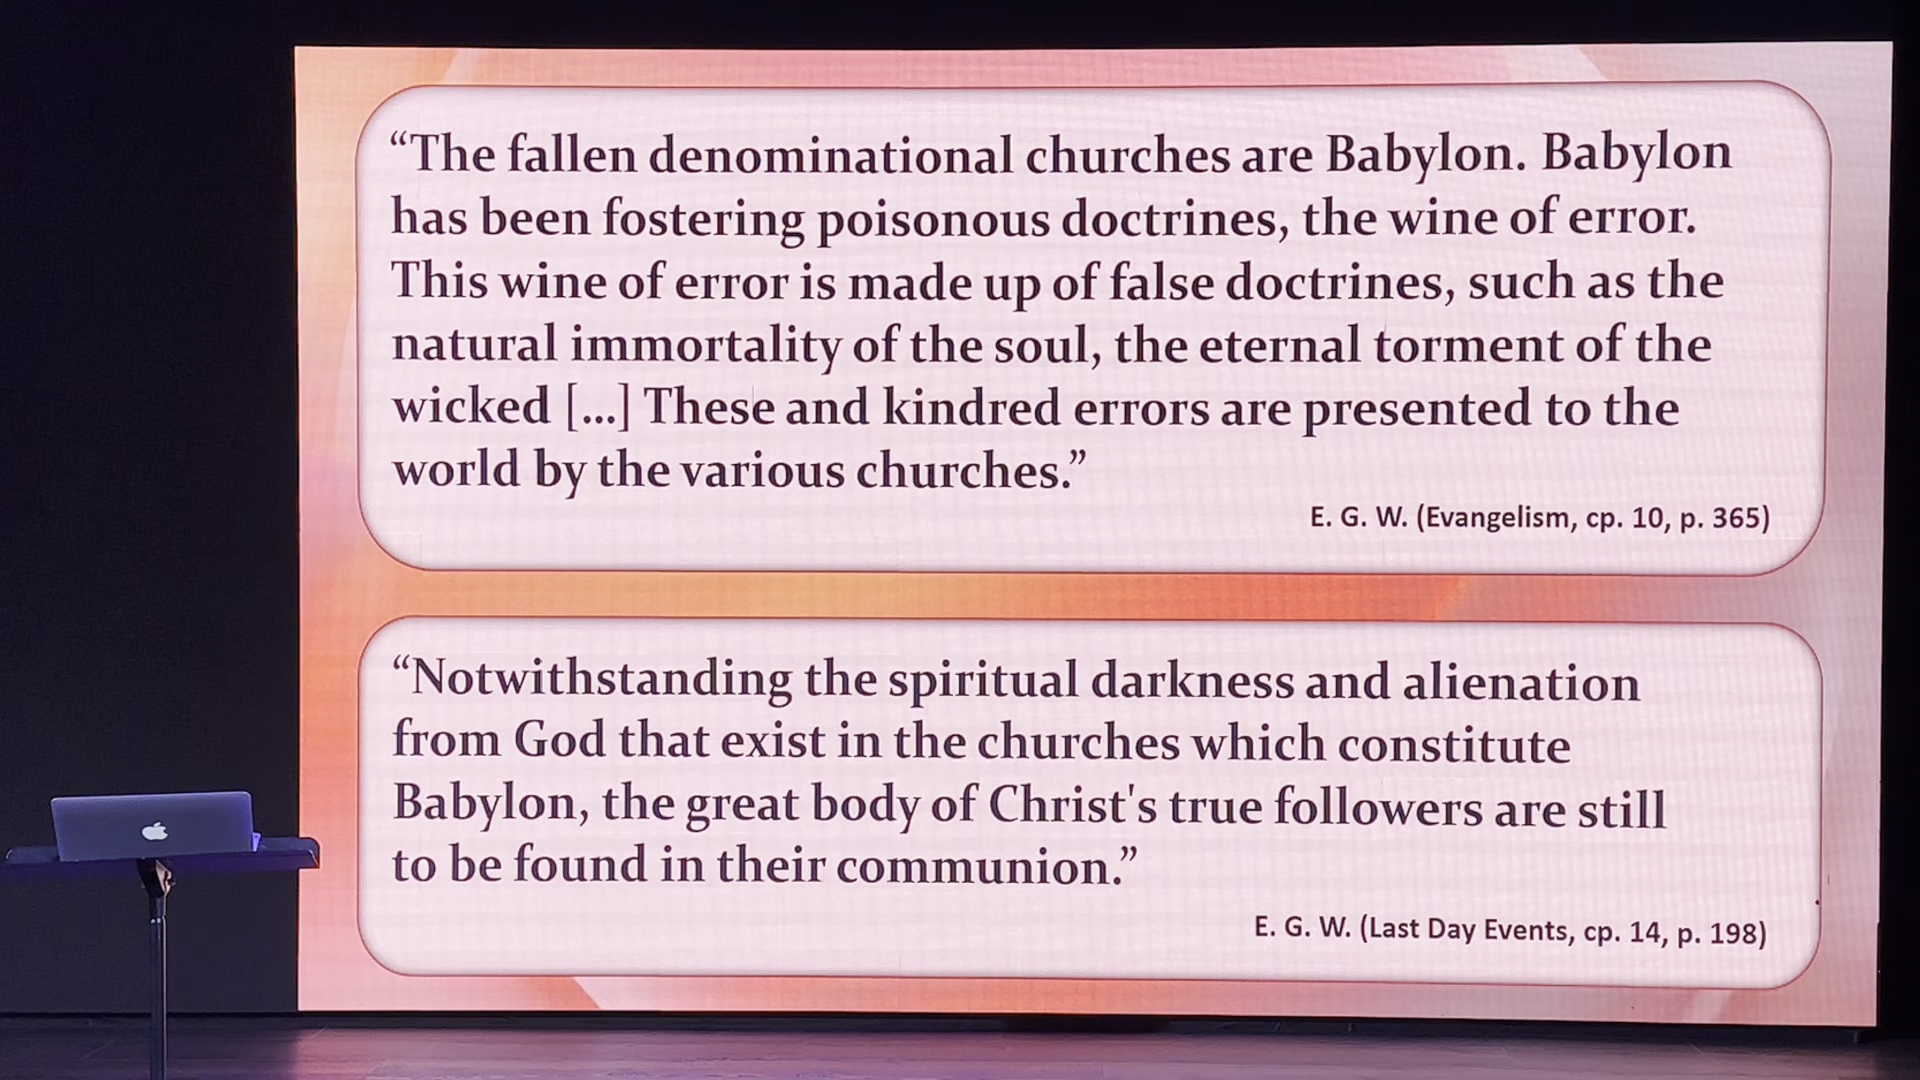 “The fallen denominational churches are Babylon. Babylon
has been fostering poisonous doctrines, the wine of error.
This wine of error is made up of false doctrines, such as the
natural immortality of the soul, the eternal torment of the
wicked [...] These and kindred errors are presented to the
world by the various churches.”
E. G. W. (Evangelism, cp. 10, p. 365)
“Notwithstanding the spiritual darkness and alienation
from God that exist in the churches which constitute
Babylon, the great body of Christ's true followers are still
to be found in their communion.”
E. G. W. (Last Day Events, cp. 14, p. 198)